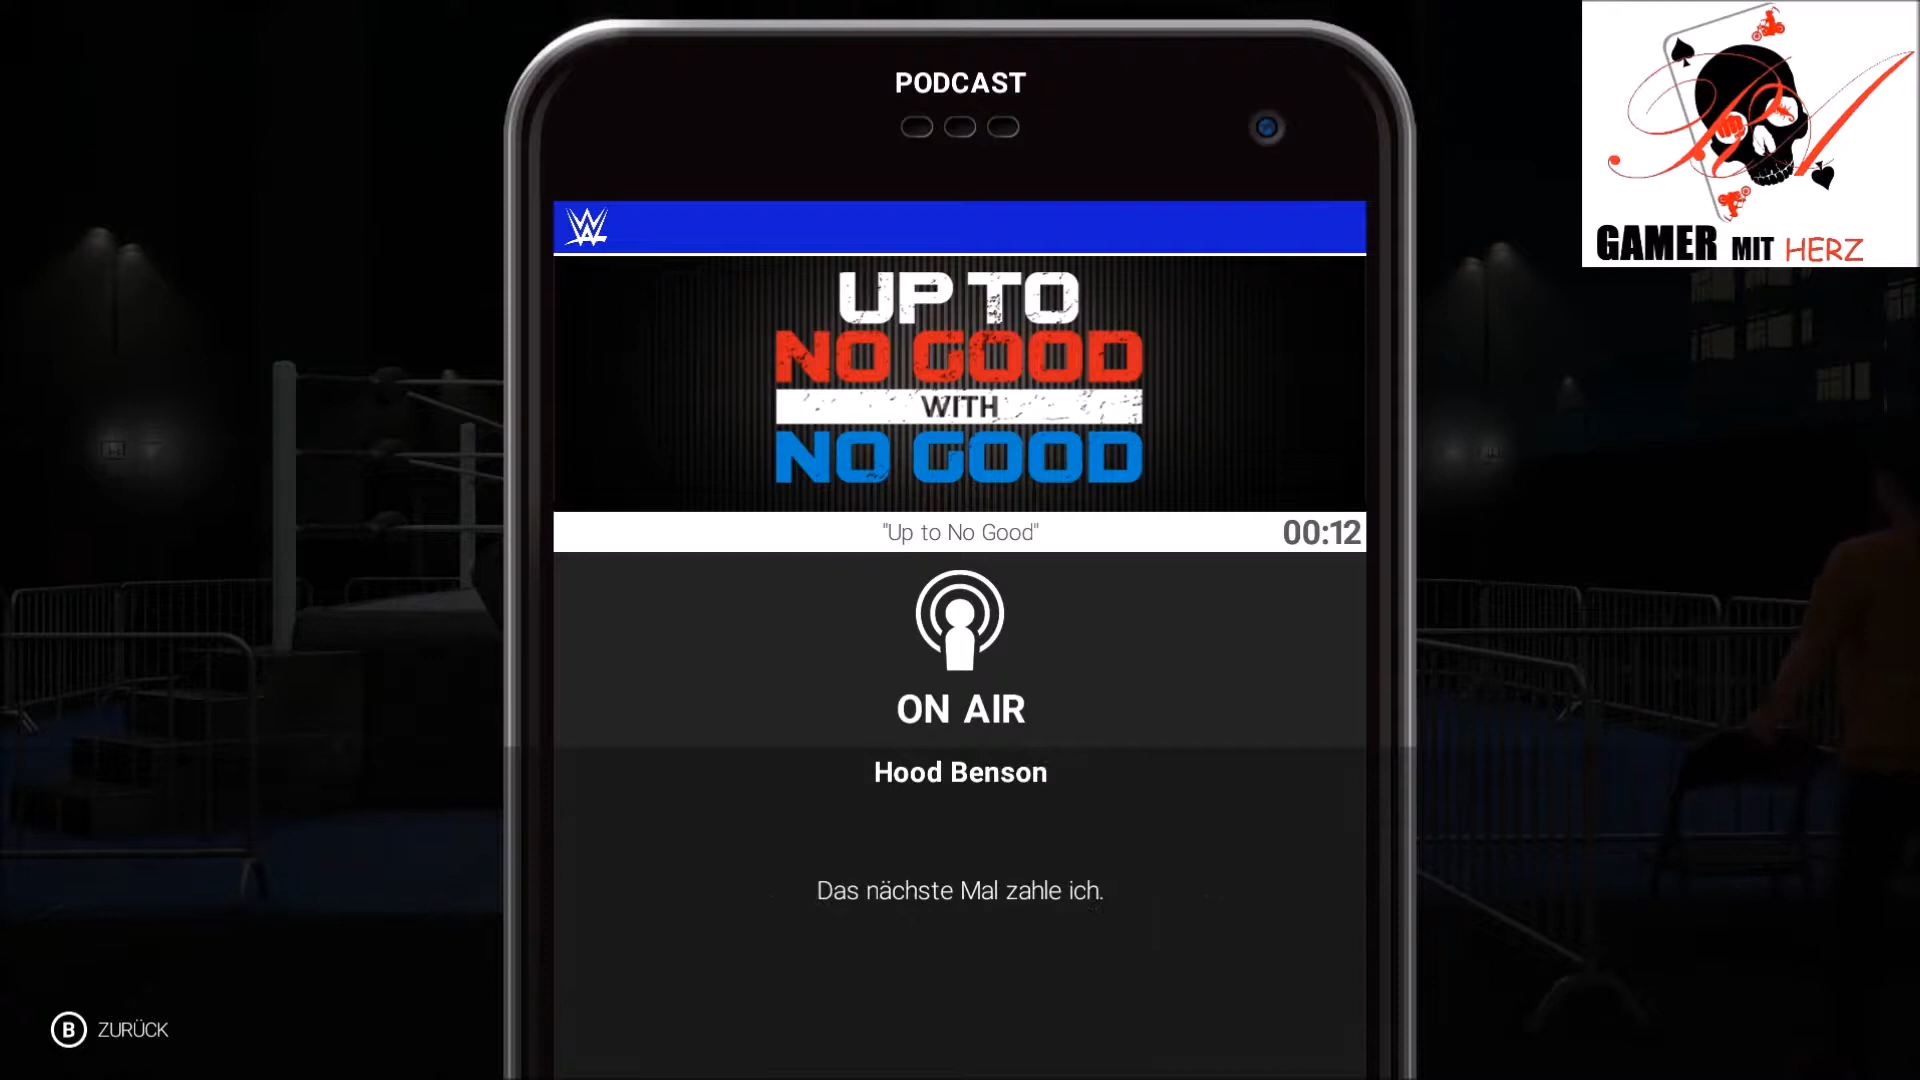 PODCAST
GAMER MIT HERZ
UP TO
NO GOOD
WITH
NO GOOD
"Up to No Good"
00:12
ON AIR
Hood Benson
Das nächste Mal zahle ich.
B ZURÜCK